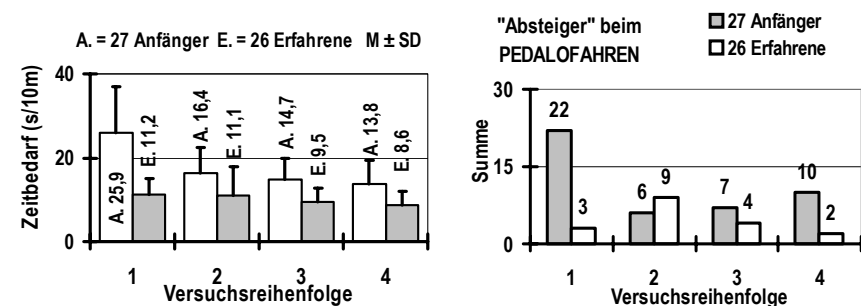 A. = 27 Anfänger E. = 26 Erfahrene M ± SD
Zeitbedarf (s/10m)
40
20
0
A. 25,9
E. 11,2
A. 16,4
E. 11,1
A. 14,7
E. 9,5
A. 13,8
E. 8,6
1 2 3 4
Versuchsreihenfolge
"Absteiger" beim
PEDALOFAHREN
27 Anfänger
26 Erfahrene
Summe
30
15
0
22
3
6
9
7
4
10
2
1 2 3 4
Versuchsreihenfolge